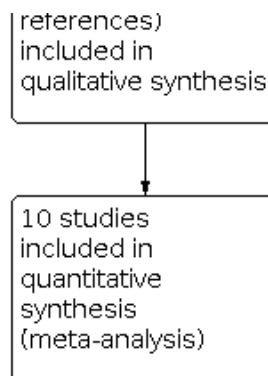 references)
included in
qualitative synthesis
10 studies
included in
quantitative
synthesis
(meta-analysis)